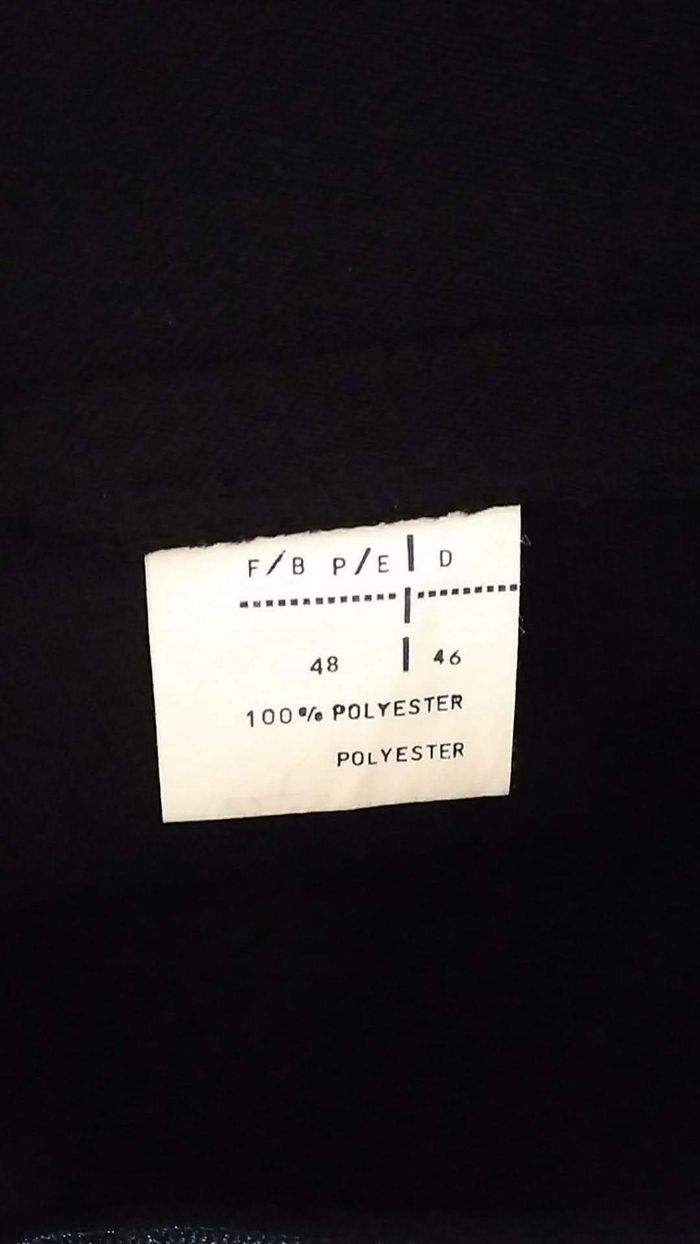 F/B P/E | D
48 | 46
100% POLYESTER
POLYESTER